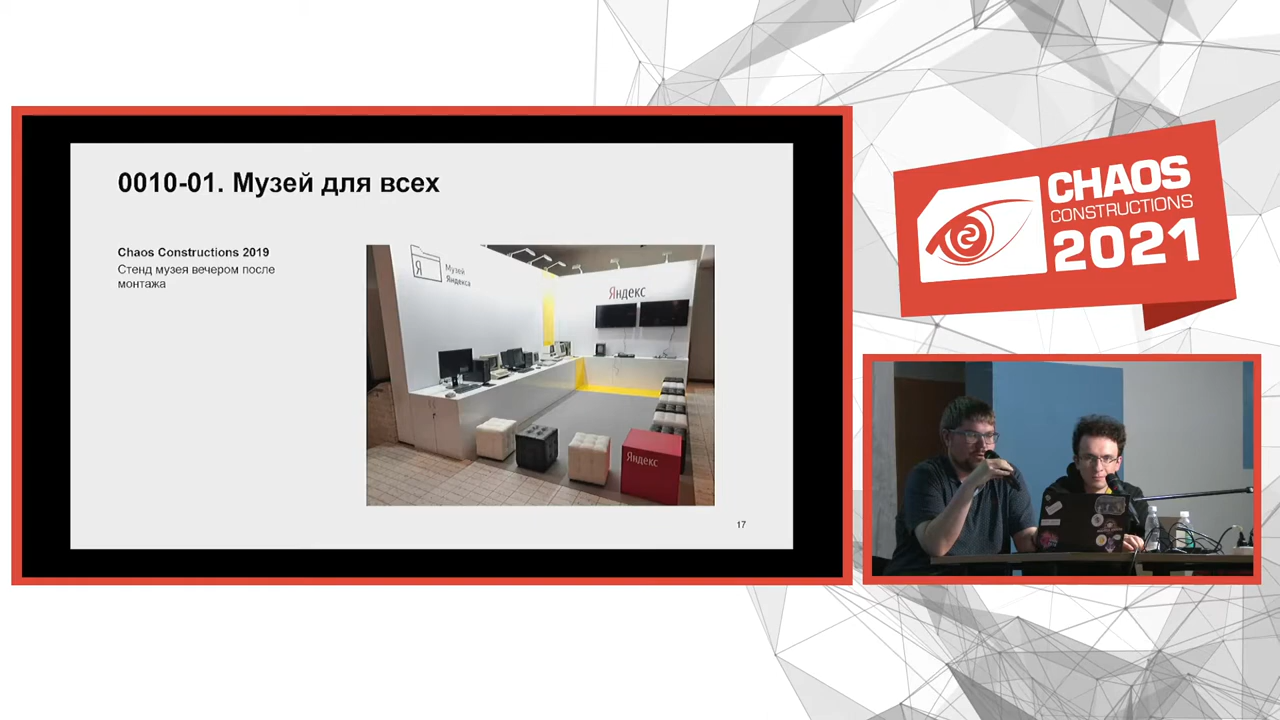 0010-01. Музей для всех
Chaos Constructions 2019
Стенд музея вечером после
монтажа
Я
Музей
Яндекса
Яндекс
Яндекс
17
CHAOS
CONSTRUCTIONS
2021